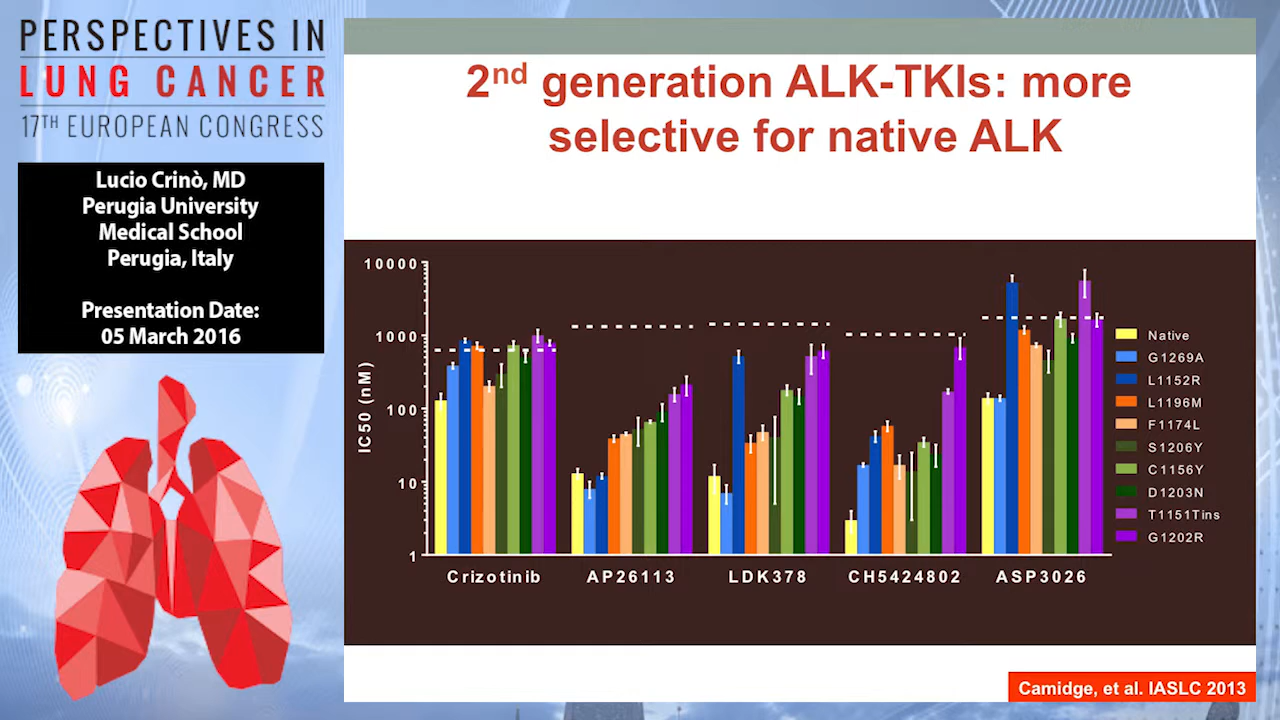 PERSPECTIVES IN
LUNG CANCER
17TH EUROPEAN CONGRESS
Lucio Crinò, MD
Perugia University
Medical School
Perugia, Italy
Presentation Date:
05 March 2016
2nd generation ALK-TKIs: more
selective for native ALK
IC50 (nM)
10000
1000
100
10
1
Crizotinib
AP26113
LDK378
CH5424802
ASP3026
Native
G1269A
L1152R
L1196M
F1174L
S1206Y
C1156Y
D1203N
T1151Tins
G1202R
Camidge, et al. IASLC 2013